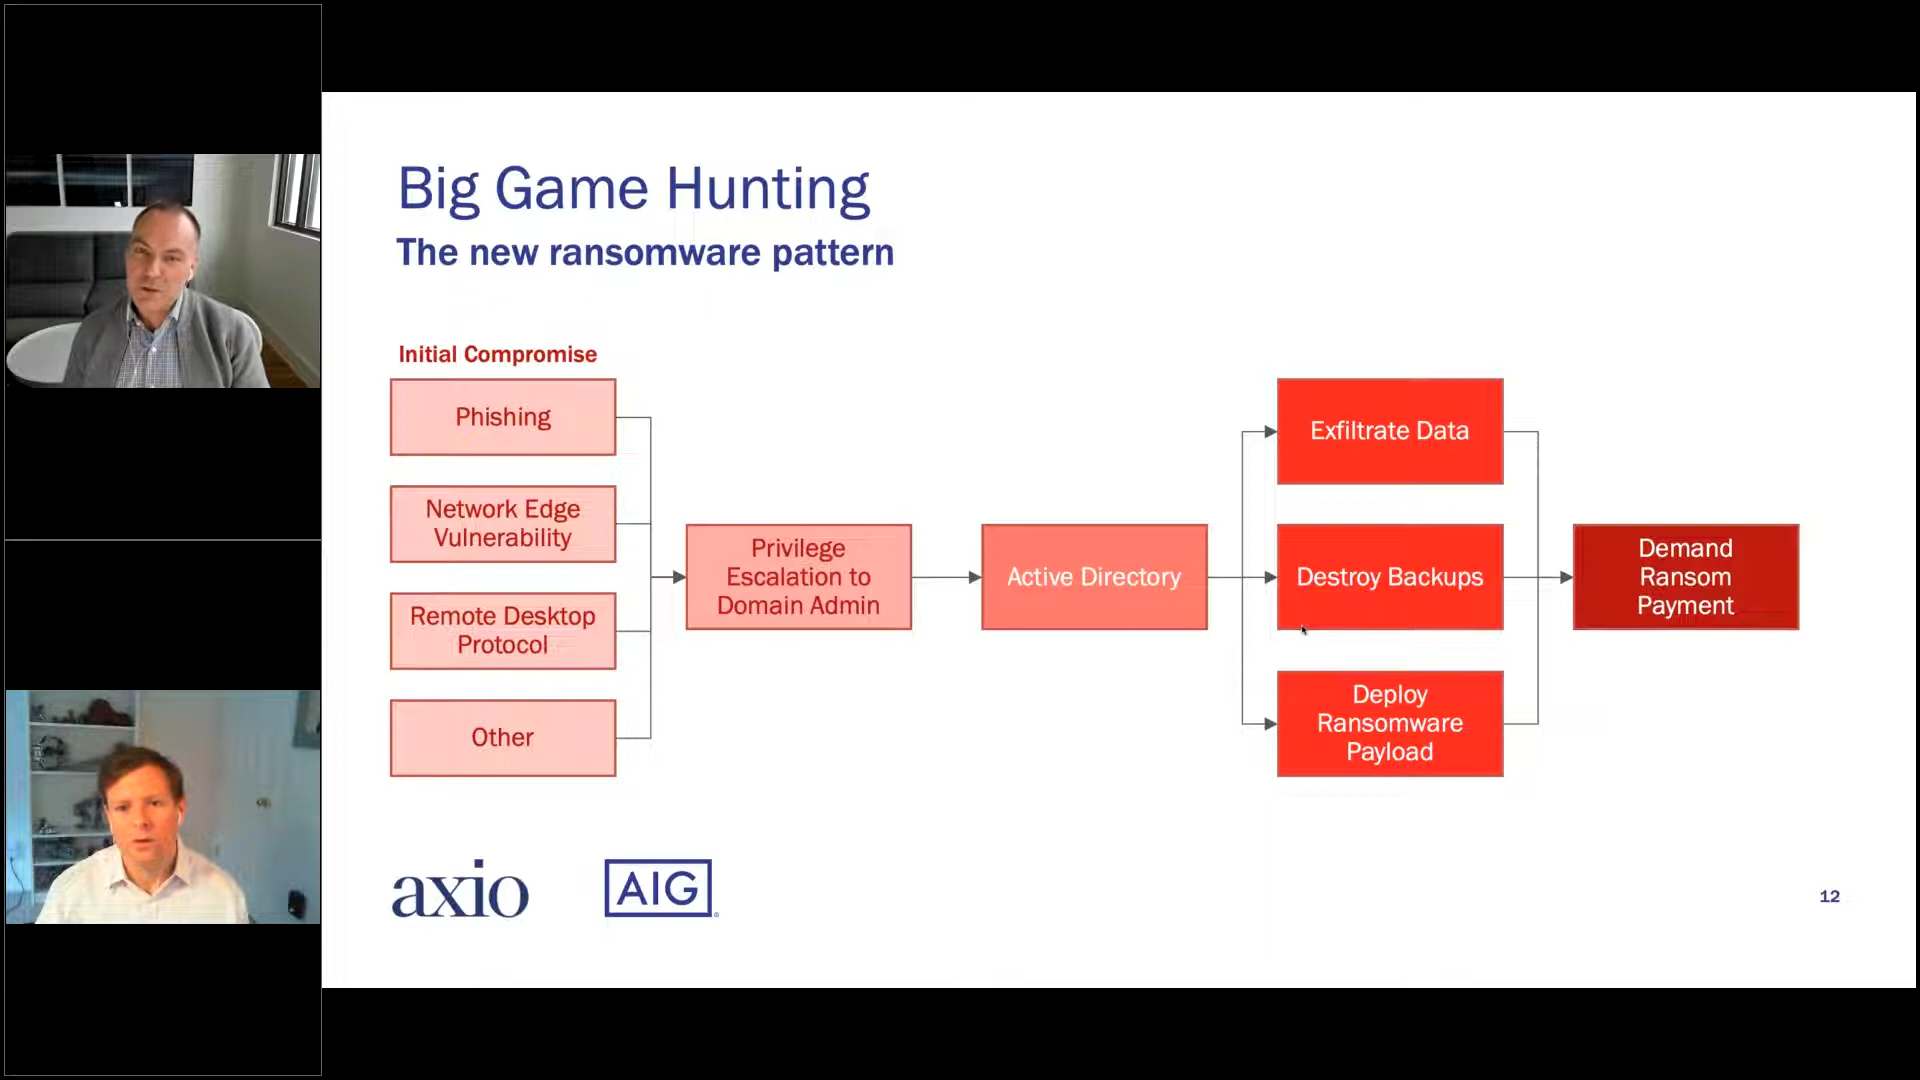 Big Game Hunting
The new ransomware pattern
Initial Compromise
Phishing
Network Edge
Vulnerability
Remote Desktop
Protocol
Other
Privilege
Escalation to
Domain Admin
Active Directory
Exfiltrate Data
Destroy Backups
Deploy
Ransomware
Payload
Demand
Ransom
Payment
axio
AIG
12